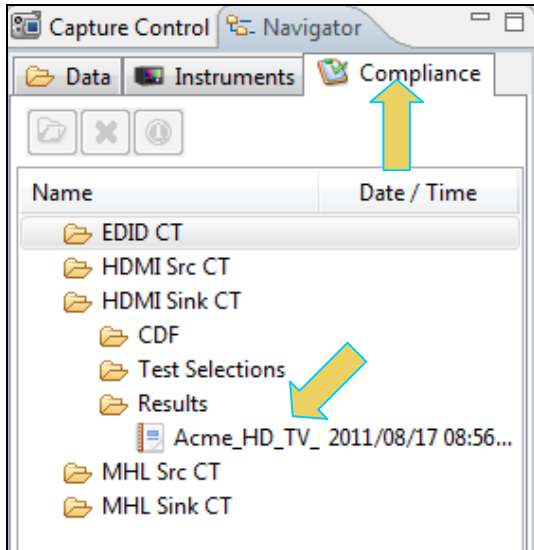 Capture Control Navigator
Data Instruments Compliance
Name Date / Time
EDID CT
HDMI Src CT
HDMI Sink CT
CDF
Test Selections
Results
Acme_HD_TV_ 2011/08/17 08:56...
MHL Src CT
MHL Sink CT